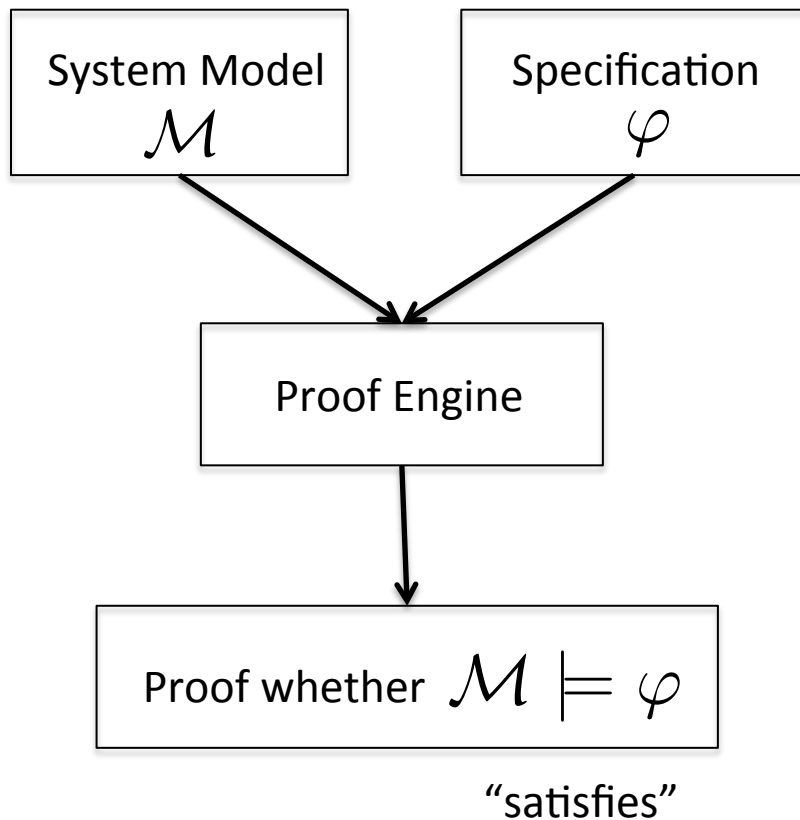 System Model
ℳ
Specification
φ
Proof Engine
Proof whether ℳ ⊨ φ
“satisfies”